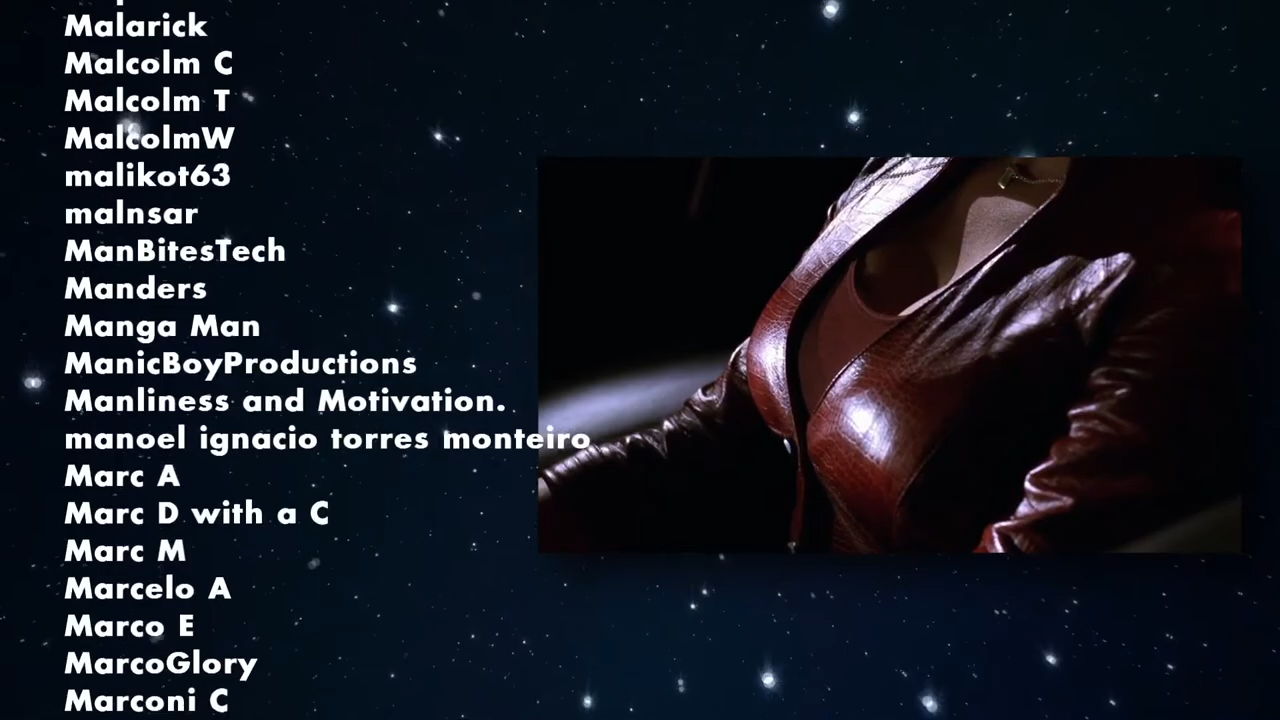 Malarick
Malcolm C
Malcolm T
MalcolmW
malikot63
malnsar
ManBitesTech
Manders
Manga Man
ManicBoyProductions
Manliness and Motivation.
manoel ignacio torres monteiro
Marc A
Marc D with a C
Marc M
Marcelo A
Marco E
MarcoGlory
Marconi C